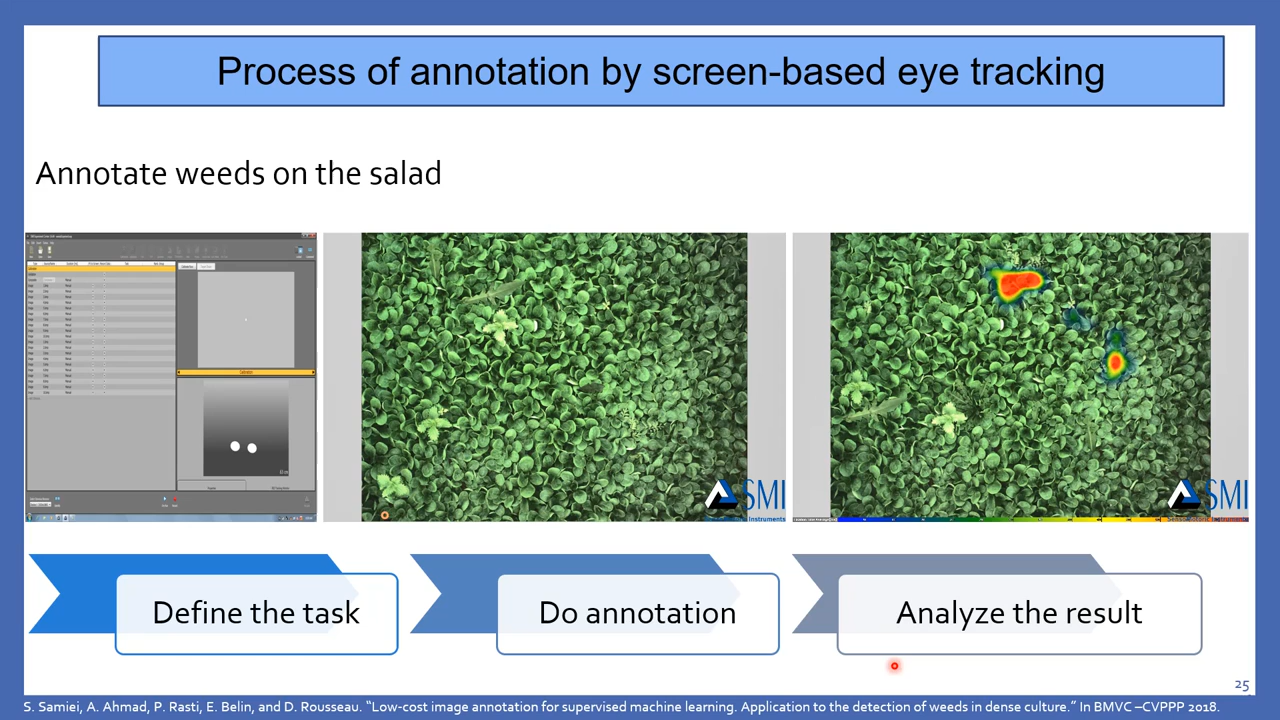 Process of annotation by screen-based eye tracking
Annotate weeds on the salad
Calibration
SMI
Instruments
SMI
Define the task
Do annotation
Analyze the result
25
S. Samiei, A. Ahmad, P. Rasti, E. Belin, and D. Rousseau. “Low-cost image annotation for supervised machine learning. Application to the detection of weeds in dense culture.” In BMVC –CVPPP 2018.